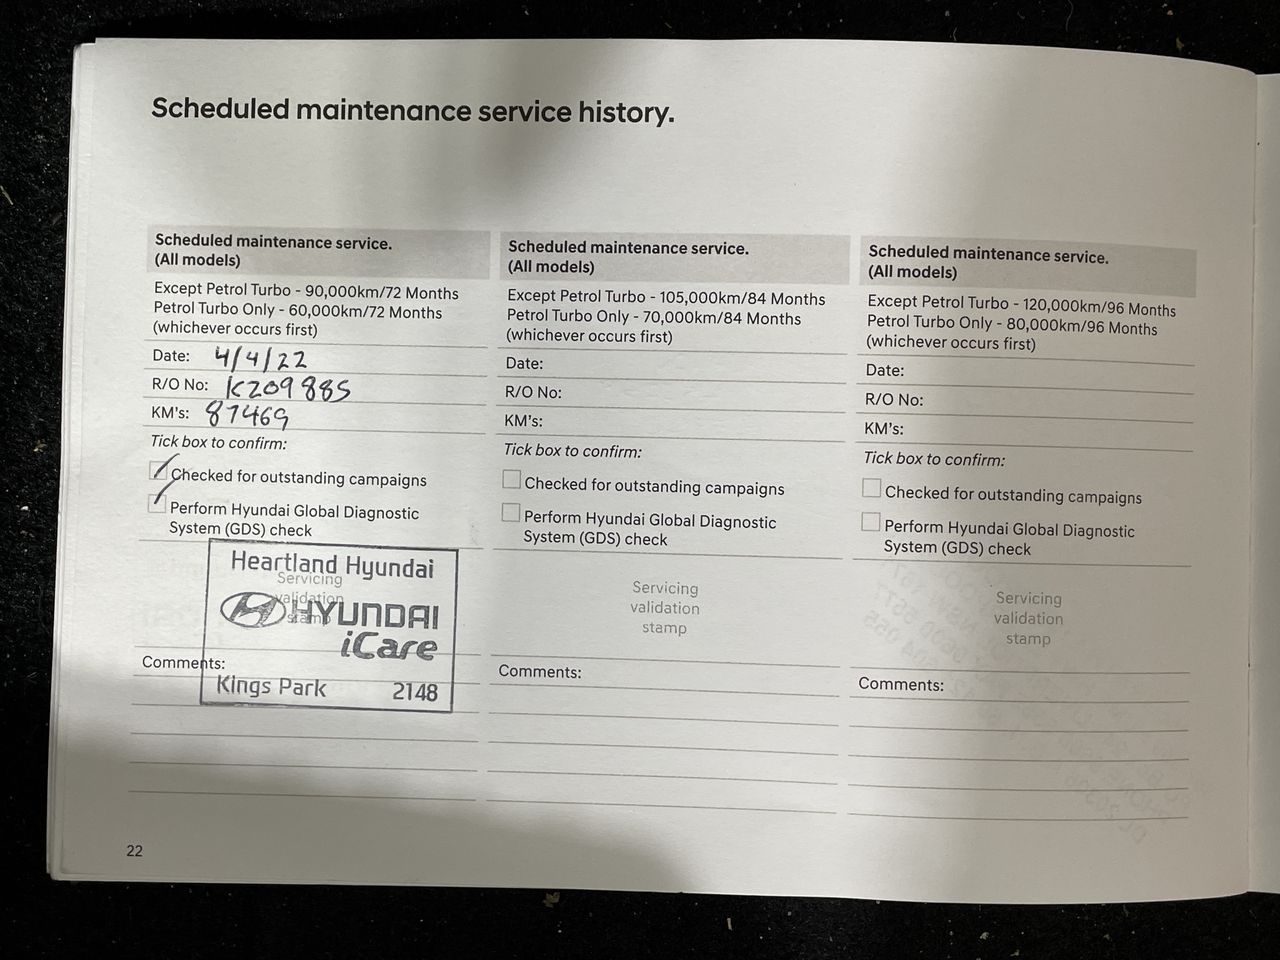 Scheduled maintenance service history.
Scheduled maintenance service.
(All models)
Except Petrol Turbo - 90,000km/72 Months
Petrol Turbo Only - 60,000km/72 Months
(whichever occurs first)
Date: 4/4/22
R/O No: K209885
KM's: 87469
Tick box to confirm:
Checked for outstanding campaigns
Perform Hyundai Global Diagnostic
System (GDS) check
Heartland Hyundai
Servicing
validation
stamp
HYUNDAI
iCare
Comments:
Kings Park 2148
Scheduled maintenance service.
(All models)
Except Petrol Turbo - 105,000km/84 Months
Petrol Turbo Only - 70,000km/84 Months
(whichever occurs first)
Date:
R/O No:
KM's:
Tick box to confirm:
Checked for outstanding campaigns
Perform Hyundai Global Diagnostic
System (GDS) check
Servicing
validation
stamp
Comments:
Scheduled maintenance service.
(All models)
Except Petrol Turbo - 120,000km/96 Months
Petrol Turbo Only - 80,000km/96 Months
(whichever occurs first)
Date:
R/O No:
KM's:
Tick box to confirm:
Checked for outstanding campaigns
Perform Hyundai Global Diagnostic
System (GDS) check
Servicing
validation
stamp
Comments:
22